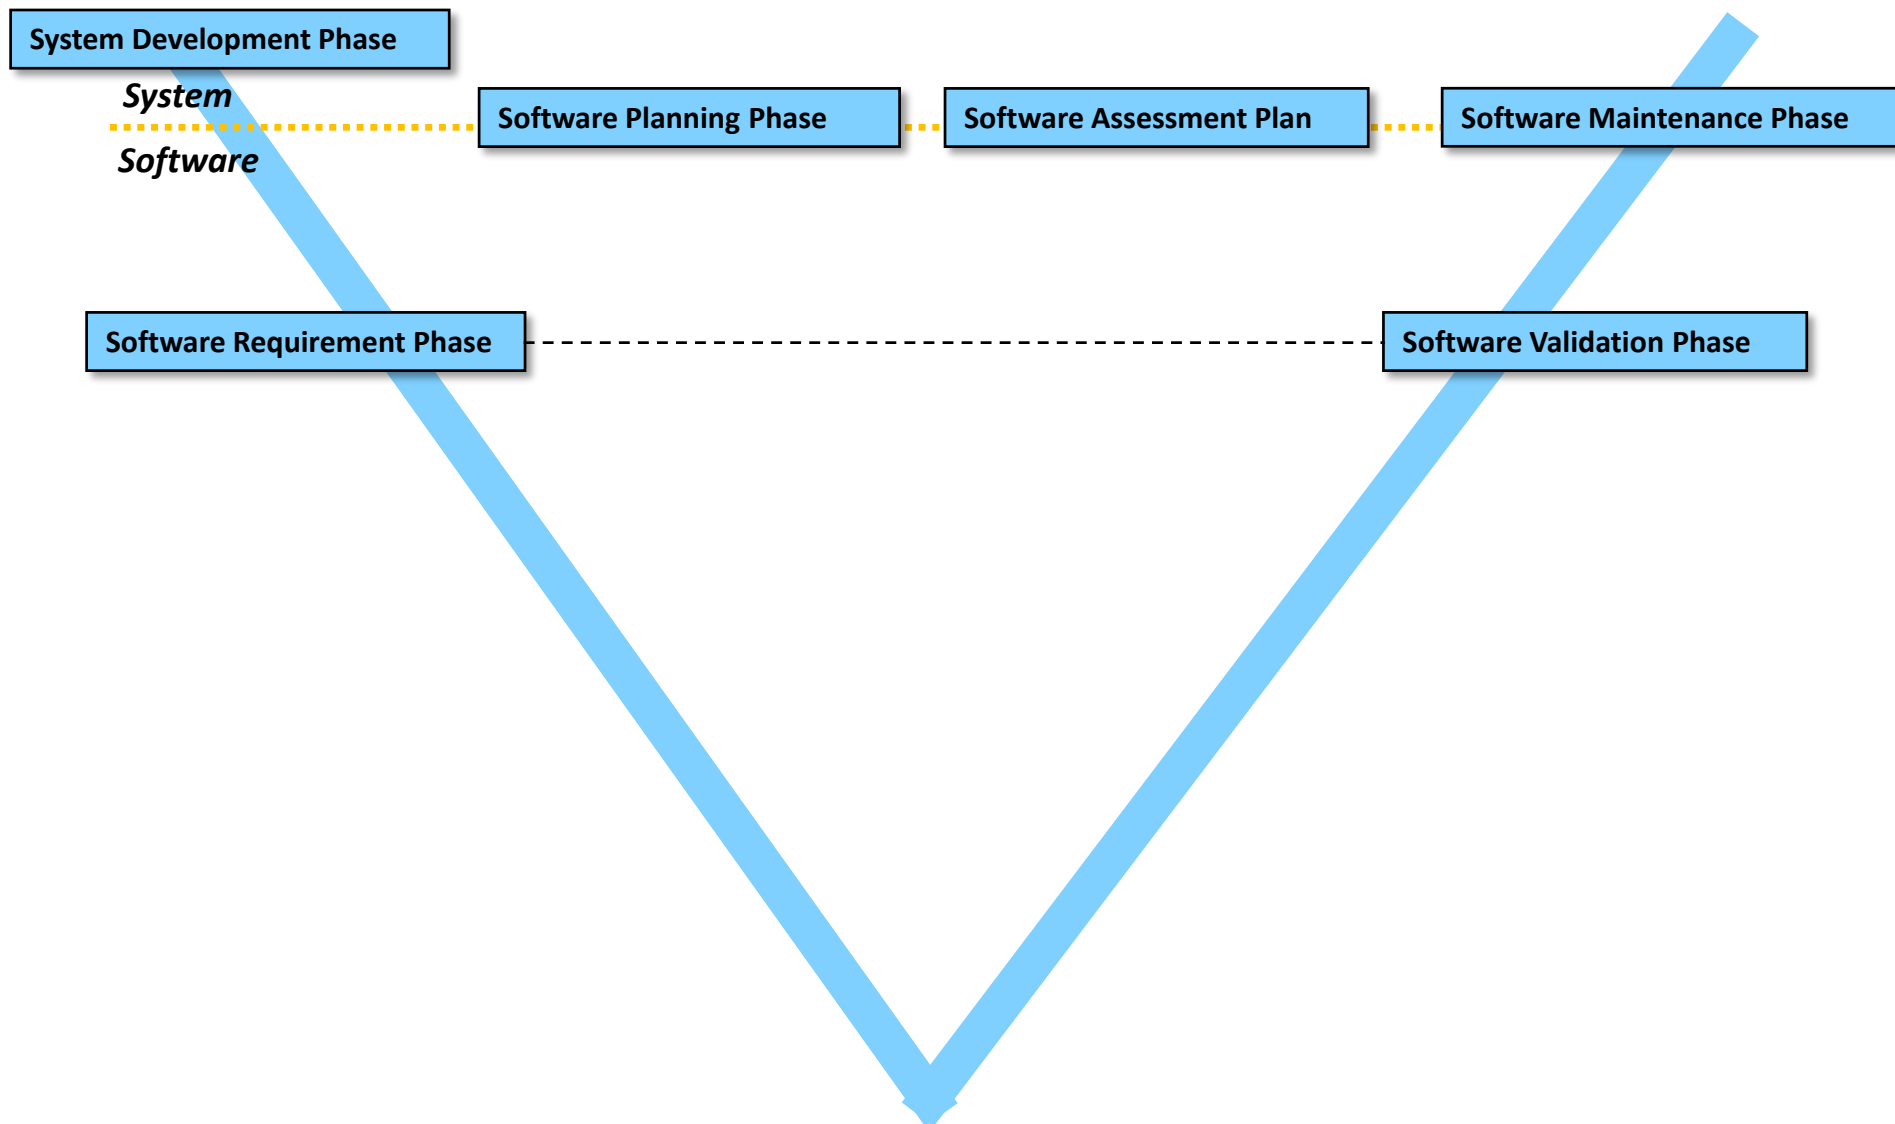 System Development Phase
System
Software Planning Phase
Software Assessment Plan
Software Maintenance Phase
Software
Software Requirement Phase
Software Validation Phase